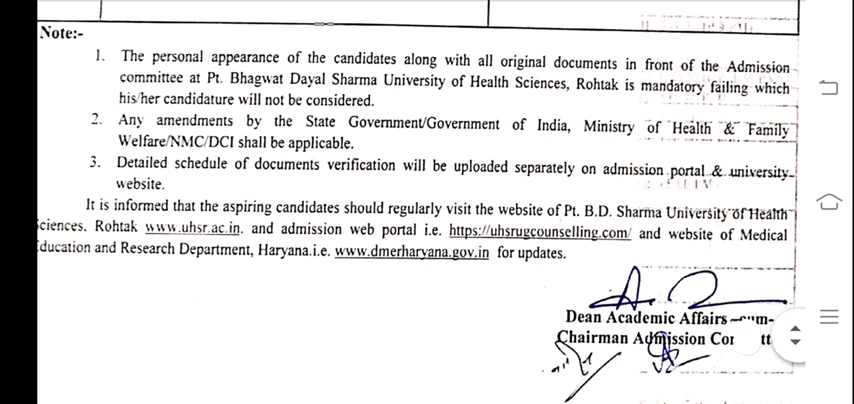 Note:-
1. The personal appearance of the candidates along with all original documents in front of the Admission
committee at Pt. Bhagwat Dayal Sharma University of Health Sciences, Rohtak is mandatory failing which
his/her candidature will not be considered.
2. Any amendments by the State Government/Government of India, Ministry of Health & Family
Welfare/NMC/DCI shall be applicable.
3. Detailed schedule of documents verification will be uploaded separately on admission portal & university
website.
It is informed that the aspiring candidates should regularly visit the website of Pt. B.D. Sharma University of Health
Sciences, Rohtak www.uhsr.ac.in. and admission web portal i.e. https://uhsrugcounselling.com/ and website of Medical
Education and Research Department, Haryana.i.e. www.dmerharyana.gov.in for updates.
Dean Academic Affairs -cum-
Chairman Admission